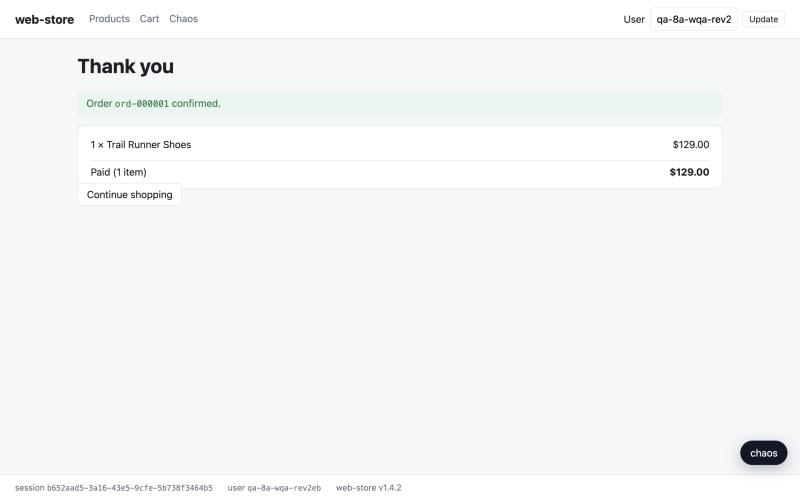 web-store Products Cart Chaos User qa-8a-wqa-rev2 Update
Thank you
Order ord-000001 confirmed.
1 × Trail Runner Shoes $129.00
Paid (1 item) $129.00
Continue shopping
chaos
session b652aad5-3a16-43e5-9cfe-5b738f3464b5 user qa-8a-wqa-rev2eb web-store v1.4.2